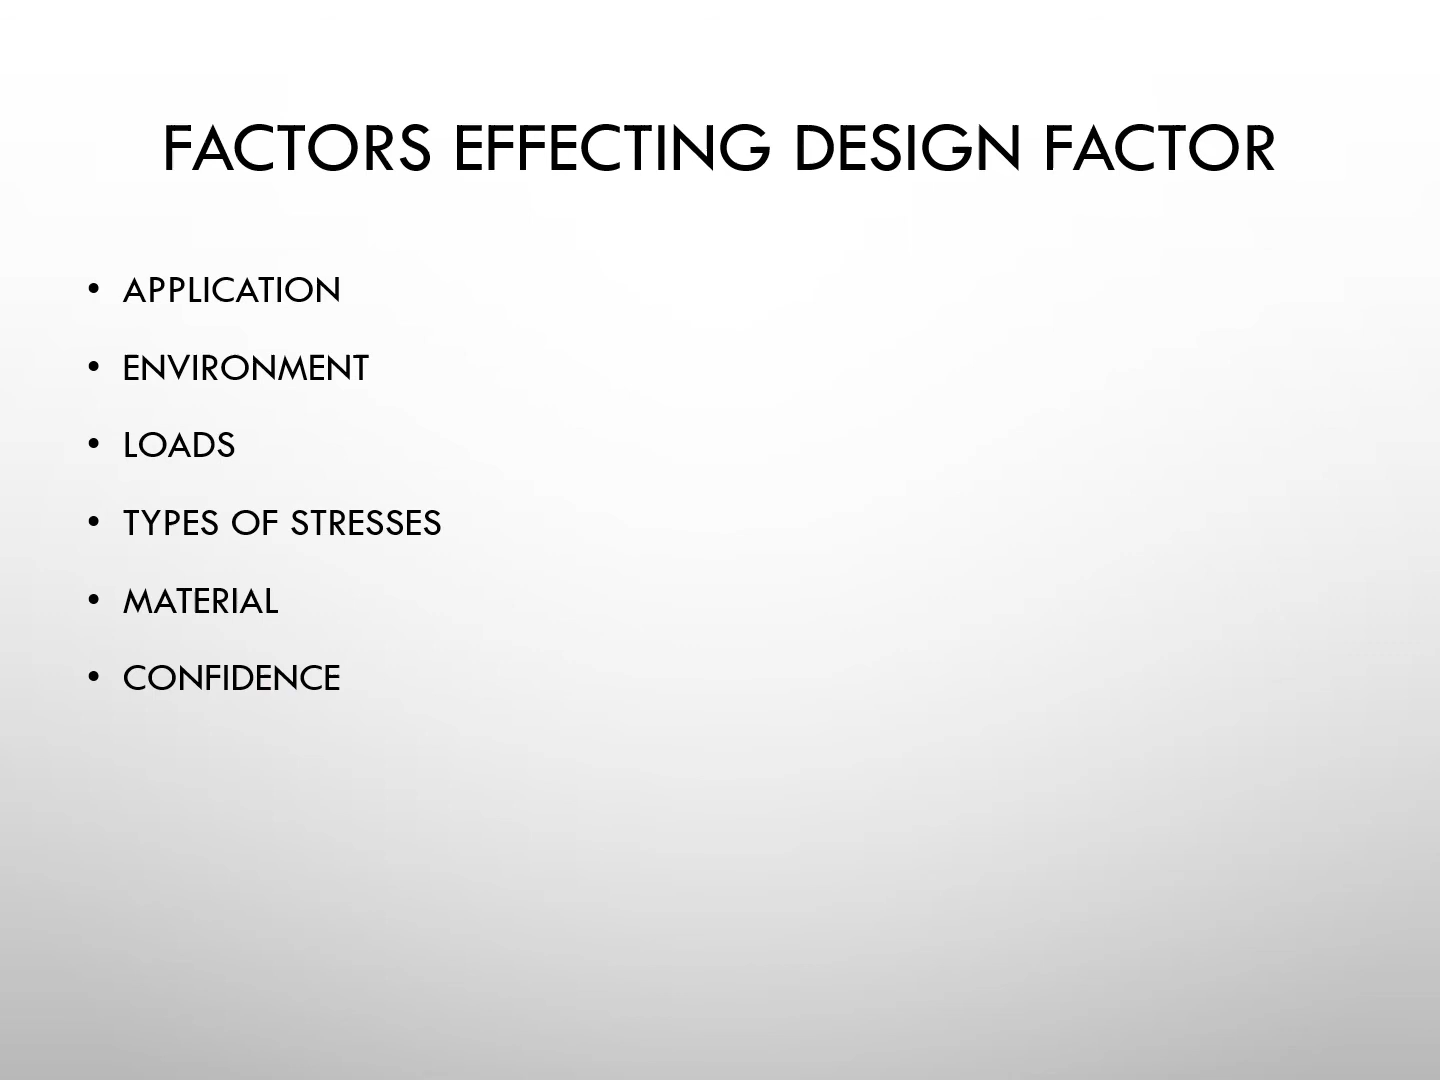 FACTORS EFFECTING DESIGN FACTOR
• APPLICATION
• ENVIRONMENT
• LOADS
• TYPES OF STRESSES
• MATERIAL
• CONFIDENCE